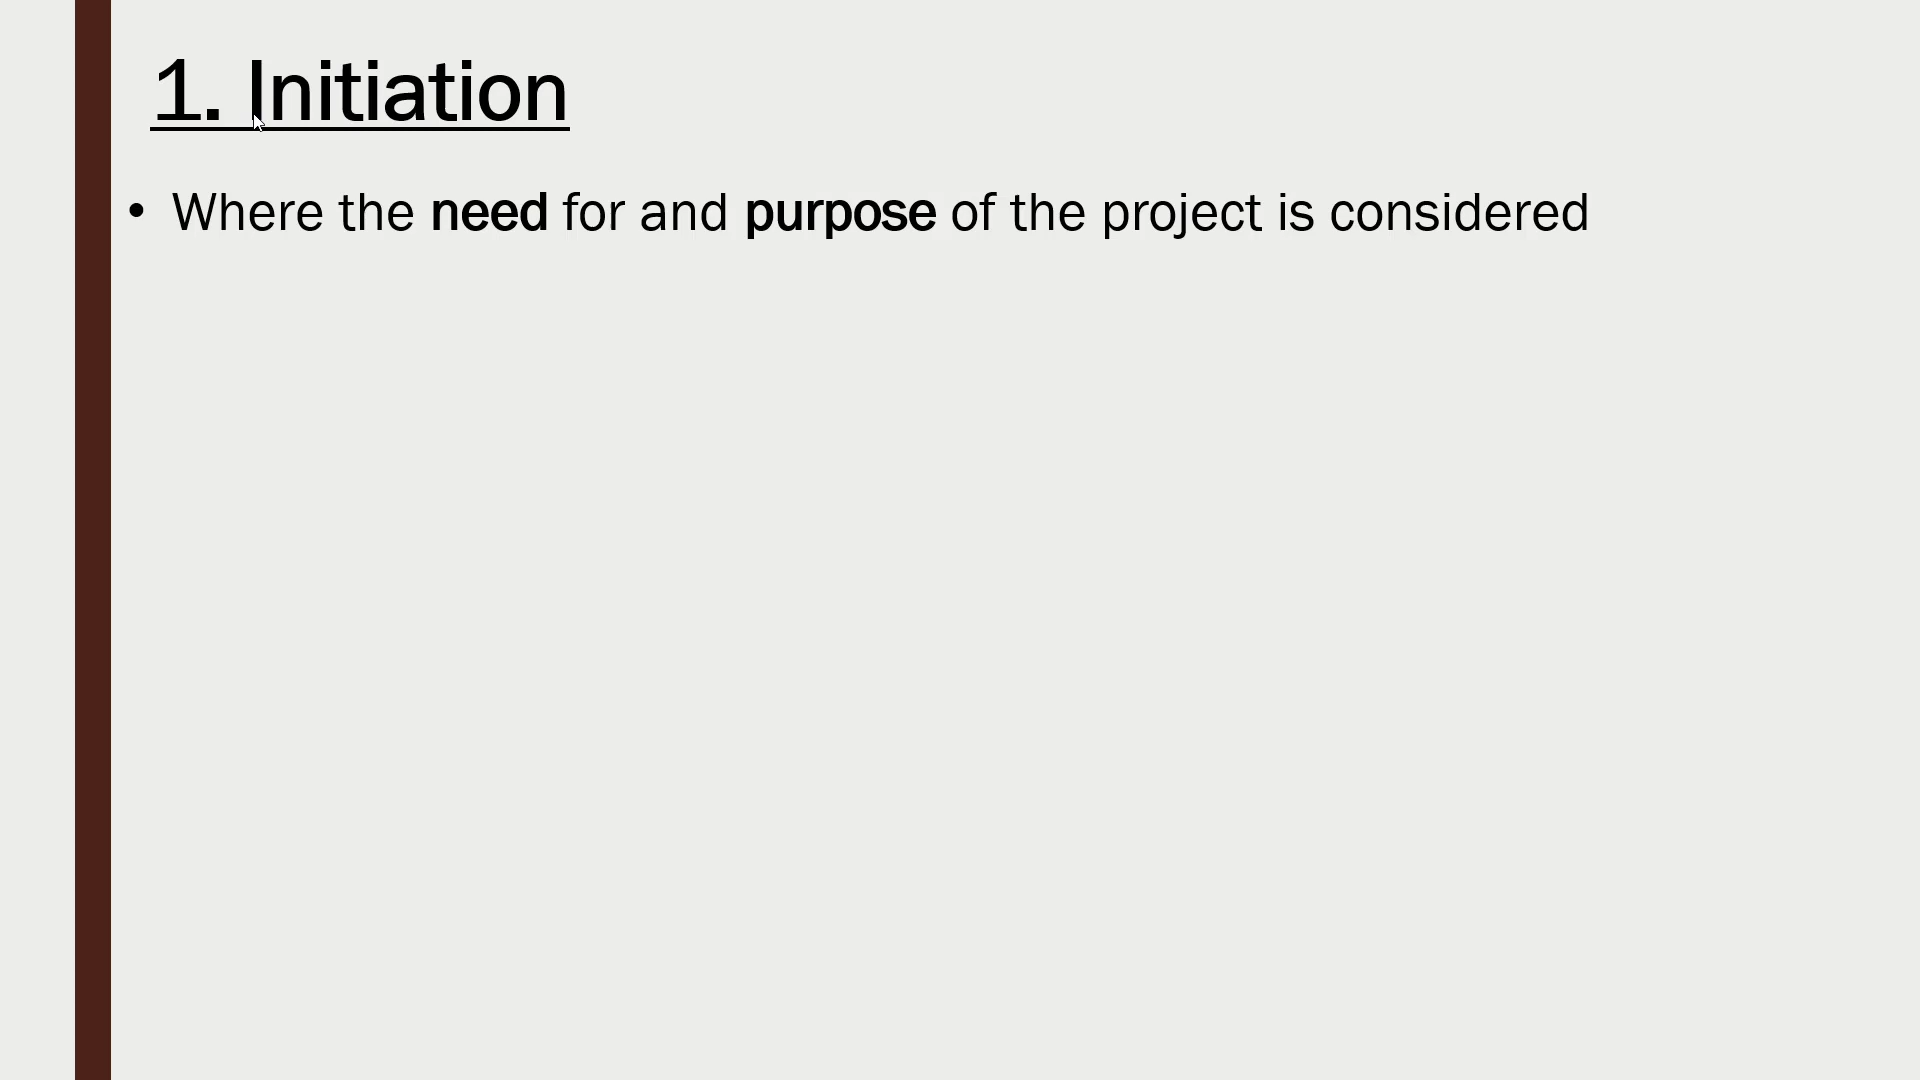 1. Initiation
• Where the need for and purpose of the project is considered